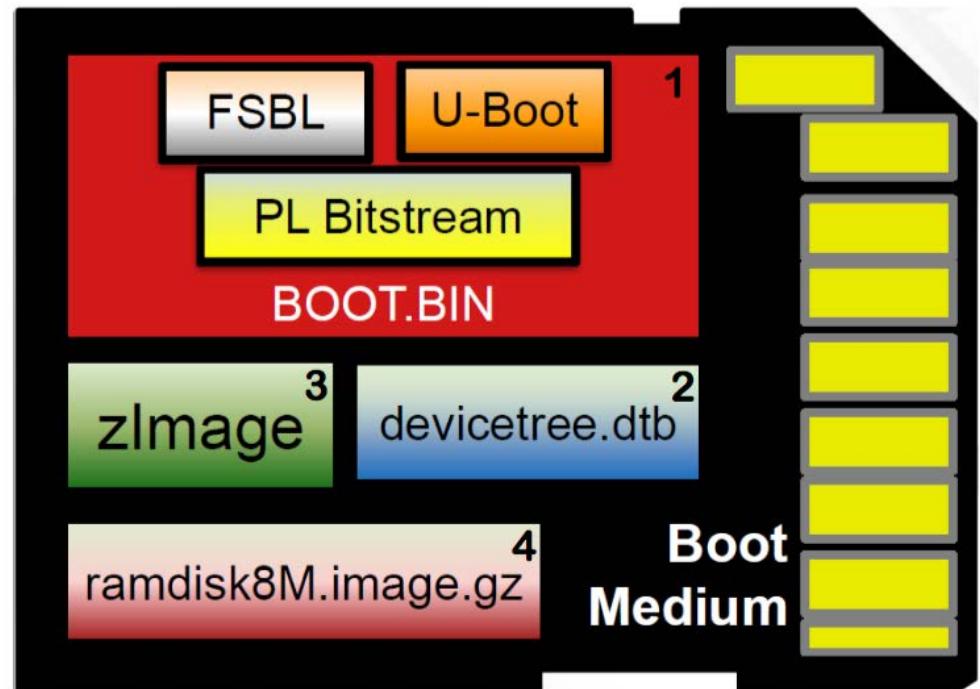 FSBL
U-Boot
1
PL Bitstream
BOOT.BIN
zImage
3
devicetree.dtb
2
ramdisk8M.image.gz
4
Boot
Medium